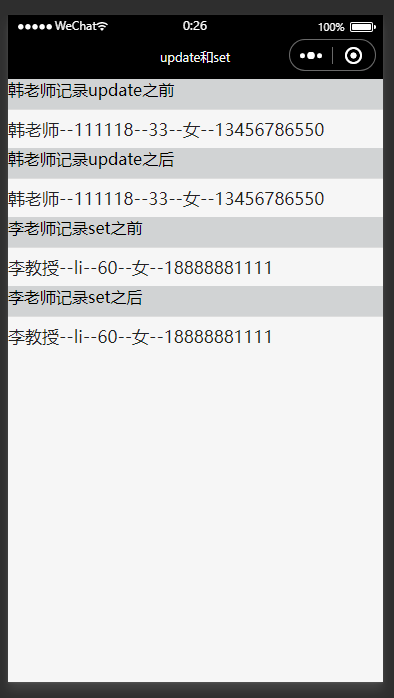 WeChat
0:26
100%
update和set
韩老师记录update之前
韩老师--111118--33--女--13456786550
韩老师记录update之后
韩老师--111118--33--女--13456786550
李老师记录set之前
李教授--li--60--女--18888881111
李老师记录set之后
李教授--li--60--女--18888881111